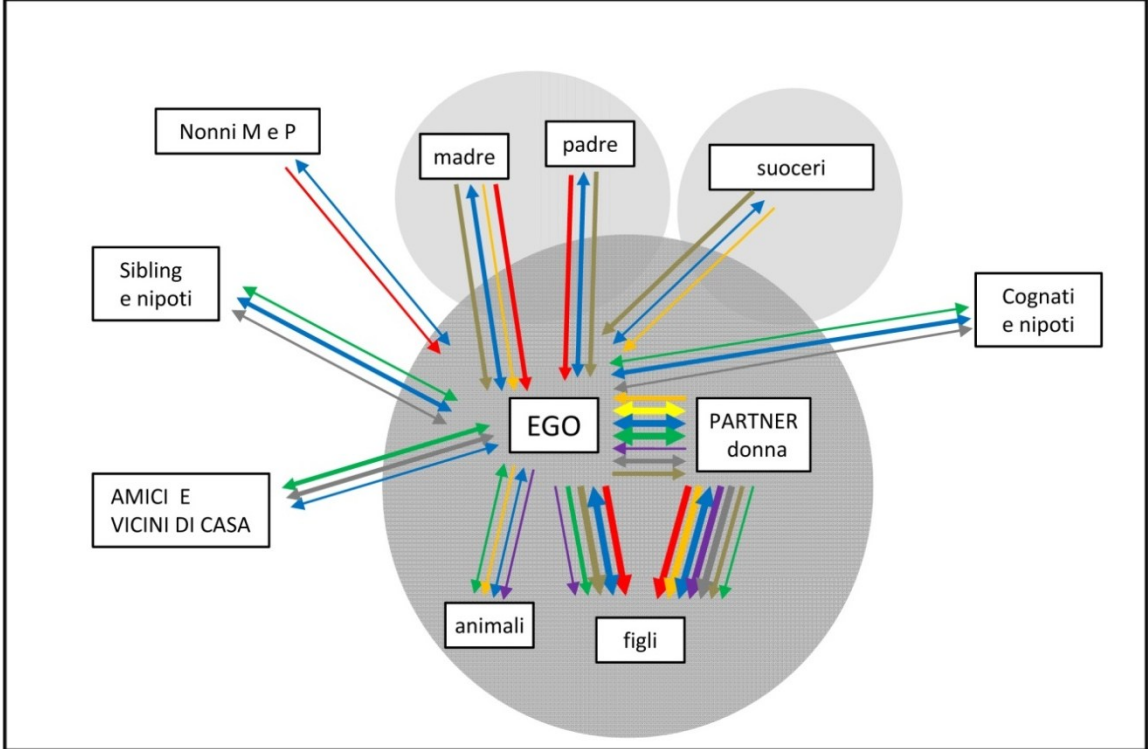 Nonni M e P
madre
padre
suoceri
Sibling
e nipoti
Cognati
e nipoti
EGO
PARTNER
donna
AMICI E
VICINI DI CASA
animali
figli